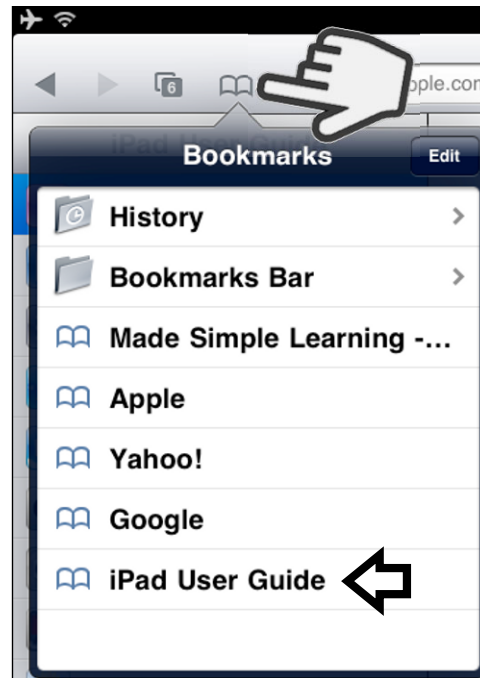 6
pple.com
iPad User Guide
Bookmarks
Edit
History
Bookmarks Bar
Made Simple Learning -...
Apple
Yahoo!
Google
iPad User Guide